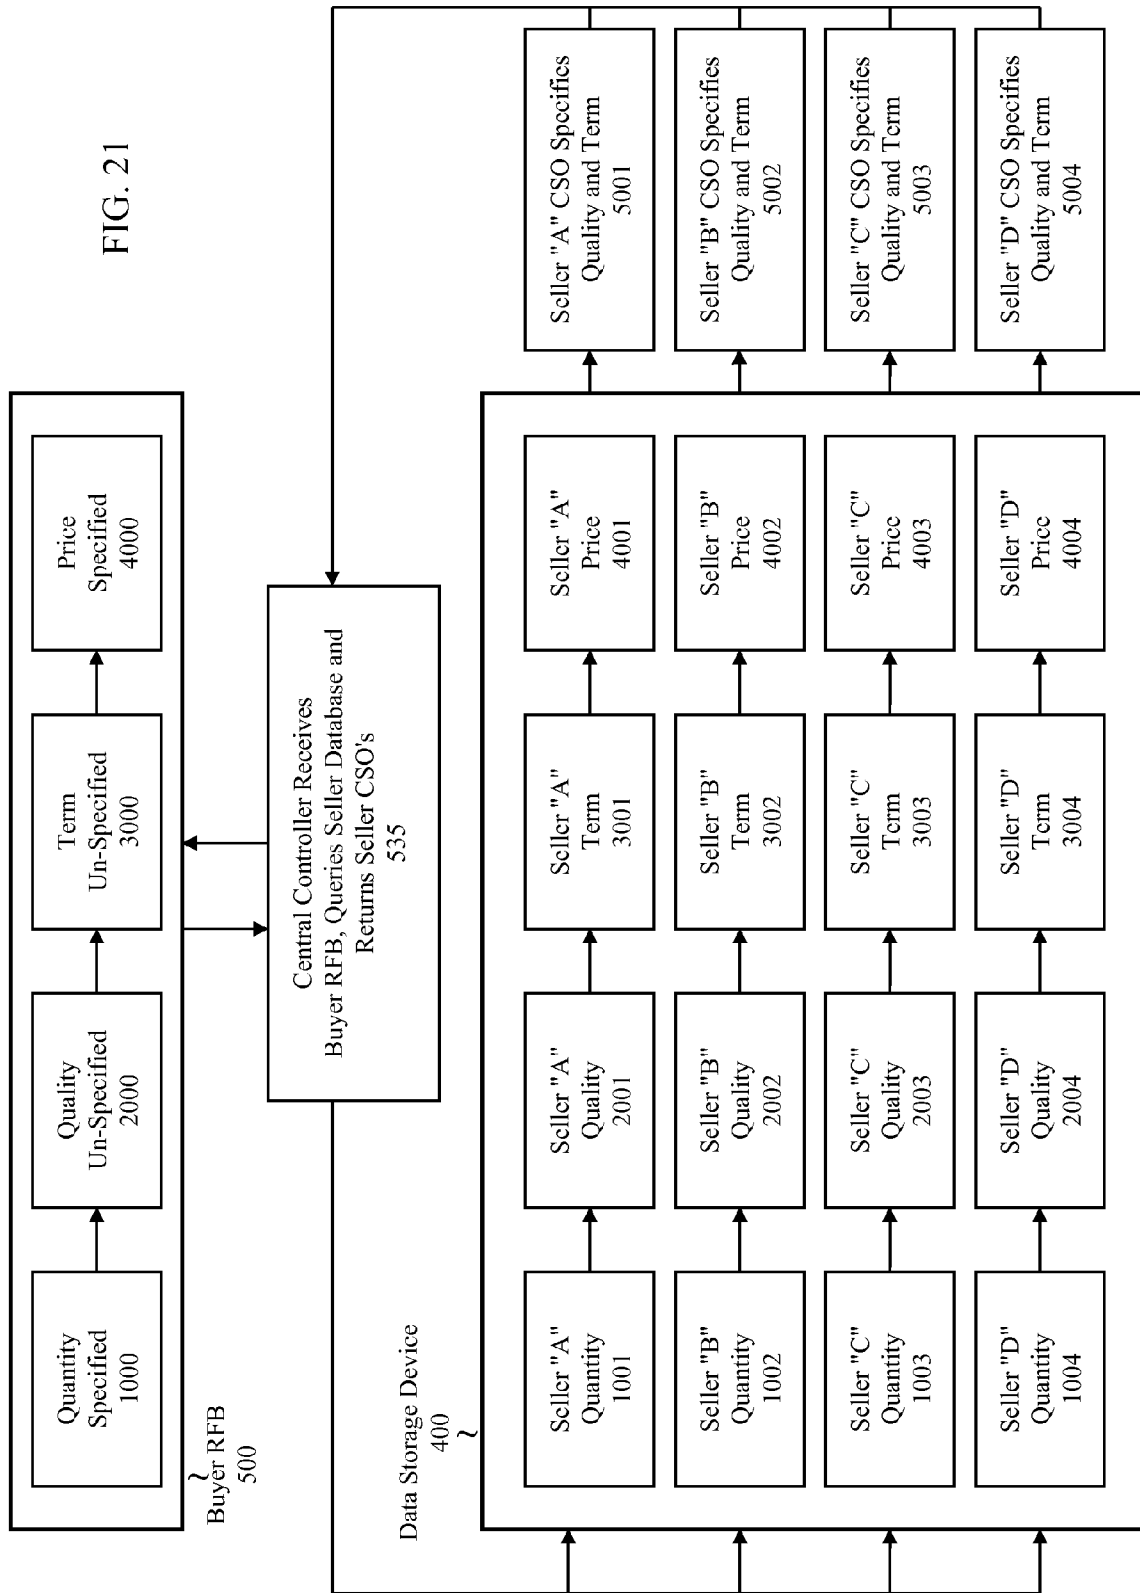 FIG. 21
Quantity
Specified
1000
Quality
Un-Specified
2000
Term
Un-Specified
3000
Price
Specified
4000
Buyer RFB
500
Central Controller Receives
Buyer RFB, Queries Seller Database and
Returns Seller CSO's
535
Data Storage Device
400
Seller "A"
Quantity
1001
Seller "A"
Quality
2001
Seller "A"
Term
3001
Seller "A"
Price
4001
Seller "A" CSO Specifies
Quality and Term
5001
Seller "B"
Quantity
1002
Seller "B"
Quality
2002
Seller "B"
Term
3002
Seller "B"
Price
4002
Seller "B" CSO Specifies
Quality and Term
5002
Seller "C"
Quantity
1003
Seller "C"
Quality
2003
Seller "C"
Term
3003
Seller "C"
Price
4003
Seller "C" CSO Specifies
Quality and Term
5003
Seller "D"
Quantity
1004
Seller "D"
Quality
2004
Seller "D"
Term
3004
Seller "D"
Price
4004
Seller "D" CSO Specifies
Quality and Term
5004